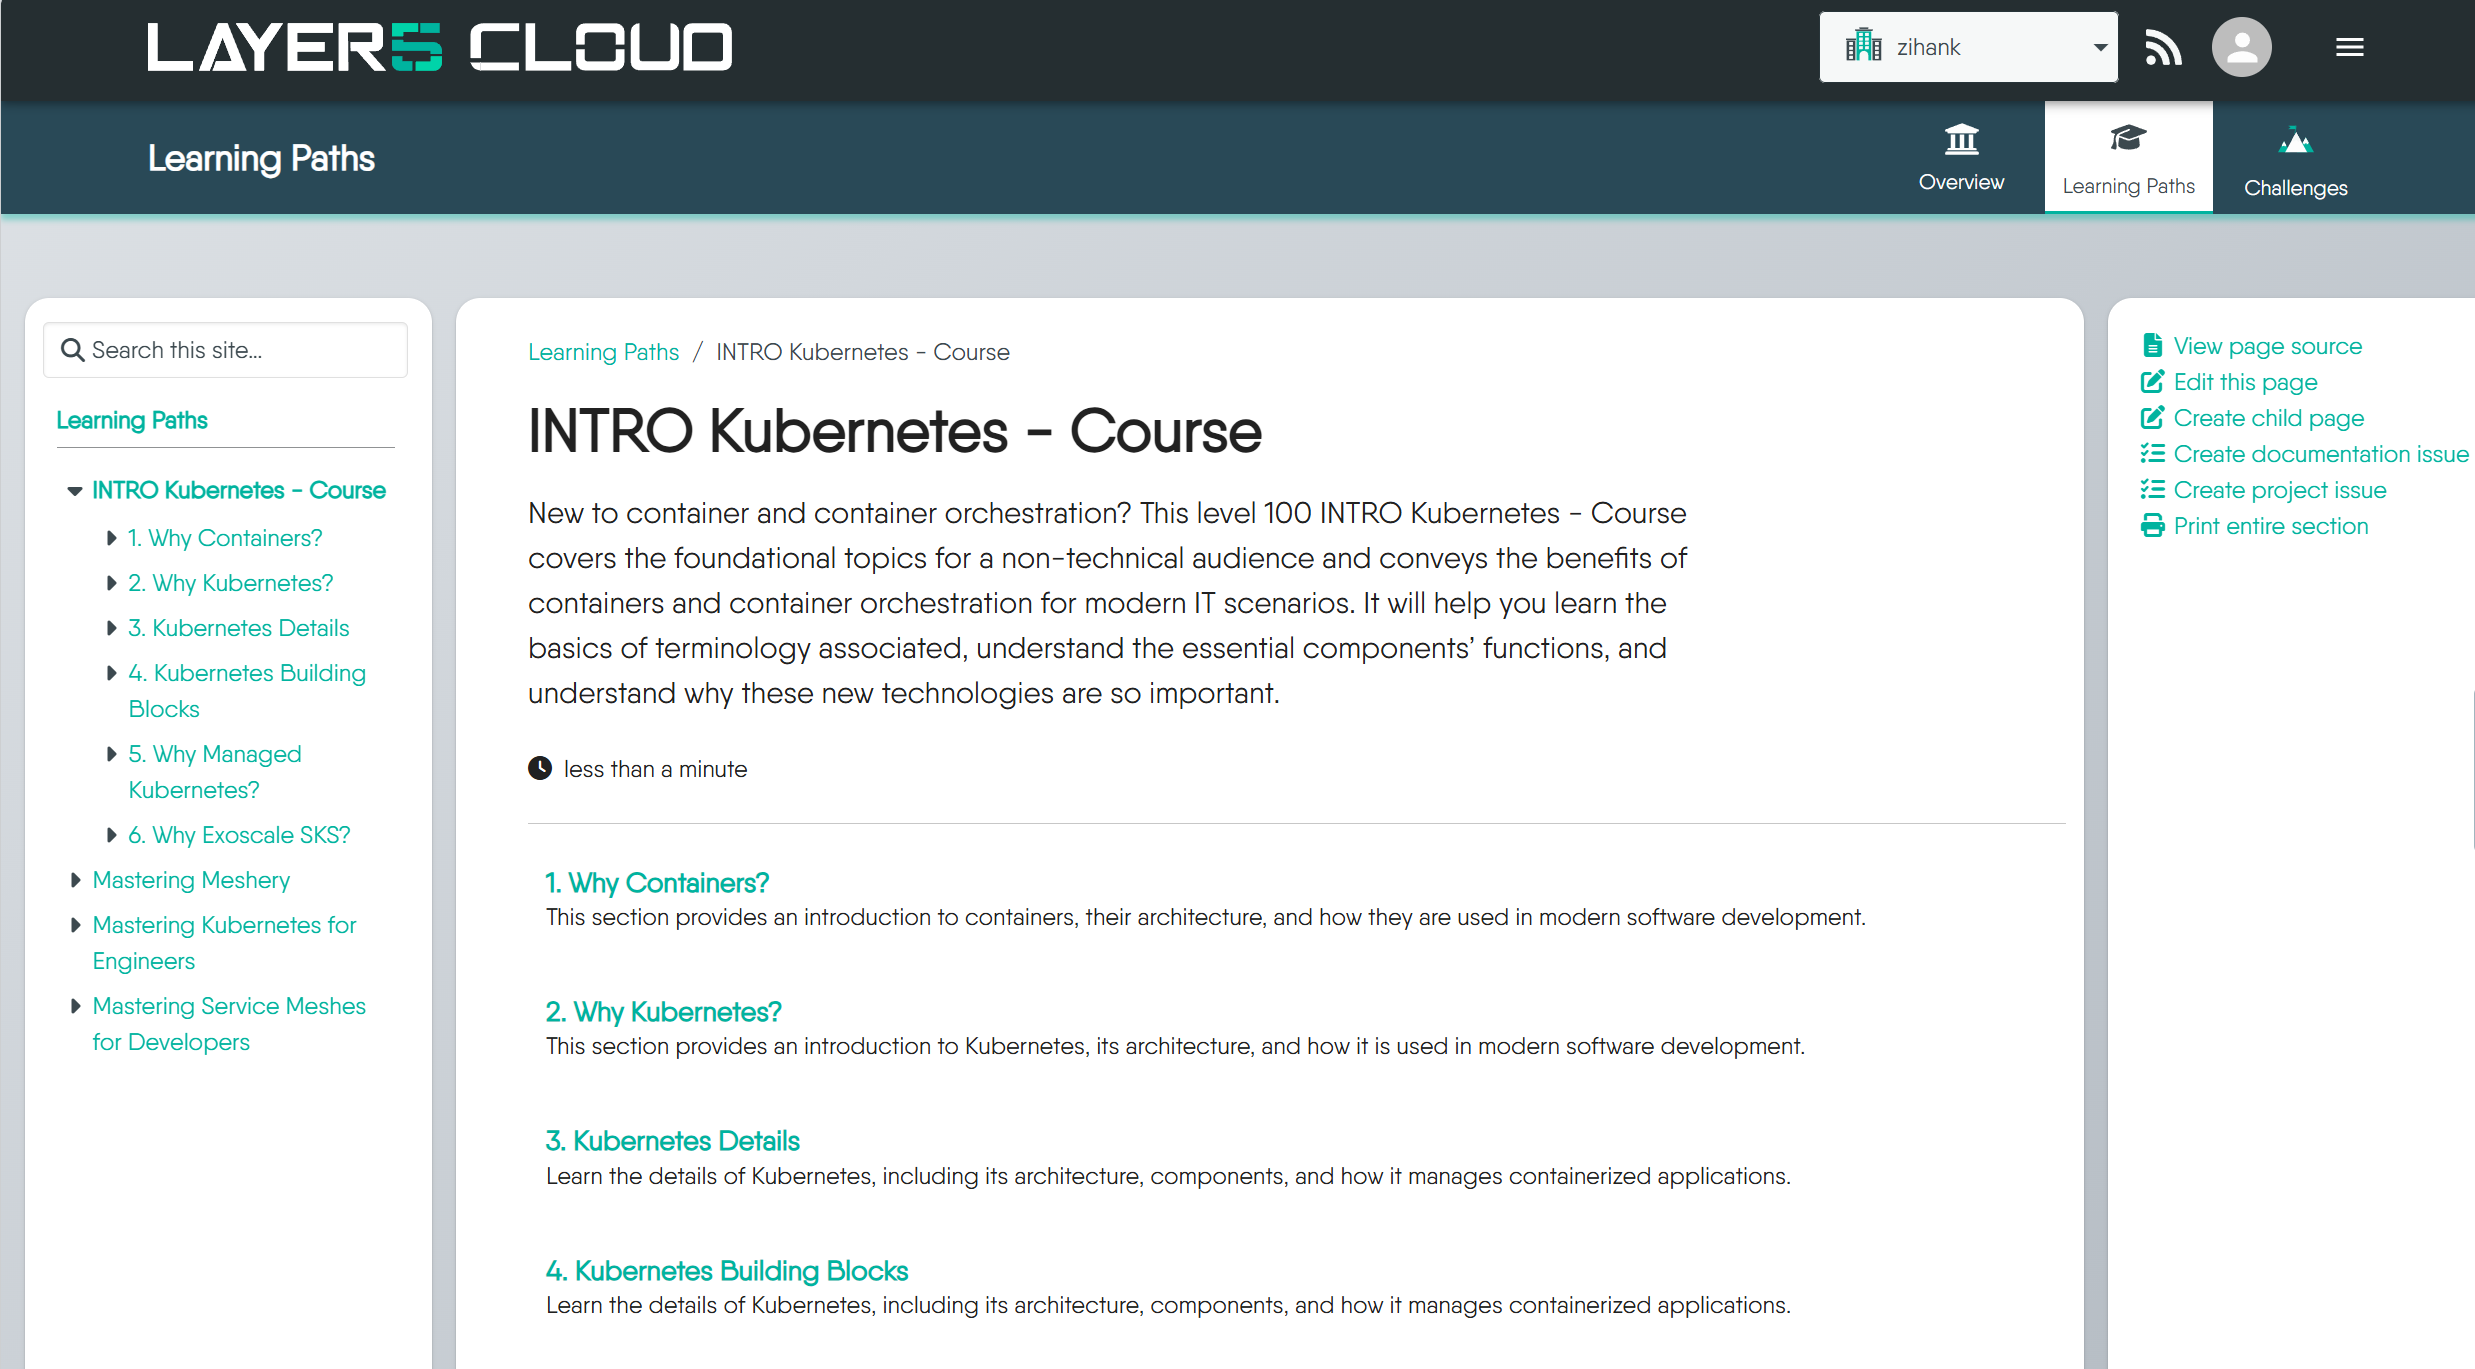 LAYER5 CLOUD
zihank
Learning Paths
Overview
Learning Paths
Challenges
Search this site...
Learning Paths
INTRO Kubernetes - Course
1. Why Containers?
2. Why Kubernetes?
3. Kubernetes Details
4. Kubernetes Building
Blocks
5. Why Managed
Kubernetes?
6. Why Exoscale SKS?
Mastering Meshery
Mastering Kubernetes for
Engineers
Mastering Service Meshes
for Developers
Learning Paths / INTRO Kubernetes - Course
INTRO Kubernetes - Course
New to container and container orchestration? This level 100 INTRO Kubernetes - Course
covers the foundational topics for a non-technical audience and conveys the benefits of
containers and container orchestration for modern IT scenarios. It will help you learn the
basics of terminology associated, understand the essential components’ functions, and
understand why these new technologies are so important.
less than a minute
1. Why Containers?
This section provides an introduction to containers, their architecture, and how they are used in modern software development.
2. Why Kubernetes?
This section provides an introduction to Kubernetes, its architecture, and how it is used in modern software development.
3. Kubernetes Details
Learn the details of Kubernetes, including its architecture, components, and how it manages containerized applications.
4. Kubernetes Building Blocks
Learn the details of Kubernetes, including its architecture, components, and how it manages containerized applications.
View page source
Edit this page
Create child page
Create documentation issue
Create project issue
Print entire section